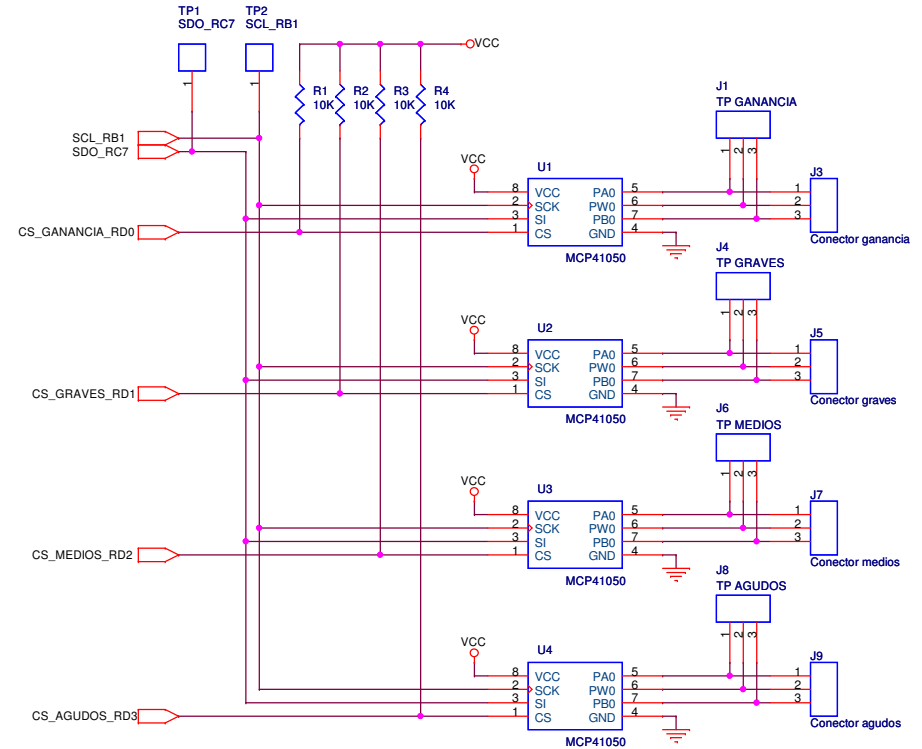 TP1
SDO_RC7
TP2
SCL_RB1
VCC
R1
10K
R2
10K
R3
10K
R4
10K
1
1
SCL_RB1
SDO_RC7
J1
TP GANANCIA
1 2 3
VCC
U1
8 VCC PA0 5
2 SCK PW0 6
3 SI PB0 7
1 CS GND 4
MCP41050
CS_GANANCIA_RD0
J3
1
2
3
Conector ganancia
J4
TP GRAVES
1 2 3
VCC
U2
8 VCC PA0 5
2 SCK PW0 6
3 SI PB0 7
1 CS GND 4
MCP41050
CS_GRAVES_RD1
J5
1
2
3
Conector graves
J6
TP MEDIOS
1 2 3
VCC
U3
8 VCC PA0 5
2 SCK PW0 6
3 SI PB0 7
1 CS GND 4
MCP41050
CS_MEDIOS_RD2
J7
1
2
3
Conector medios
J8
TP AGUDOS
1 2 3
VCC
U4
8 VCC PA0 5
2 SCK PW0 6
3 SI PB0 7
1 CS GND 4
MCP41050
CS_AGUDOS_RD3
J9
1
2
3
Conector agudos